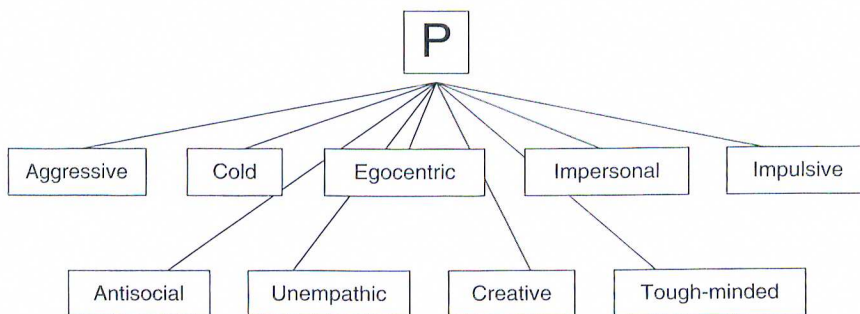 P
Aggressive
Cold
Egocentric
Impersonal
Impulsive
Antisocial
Unempathic
Creative
Tough-minded